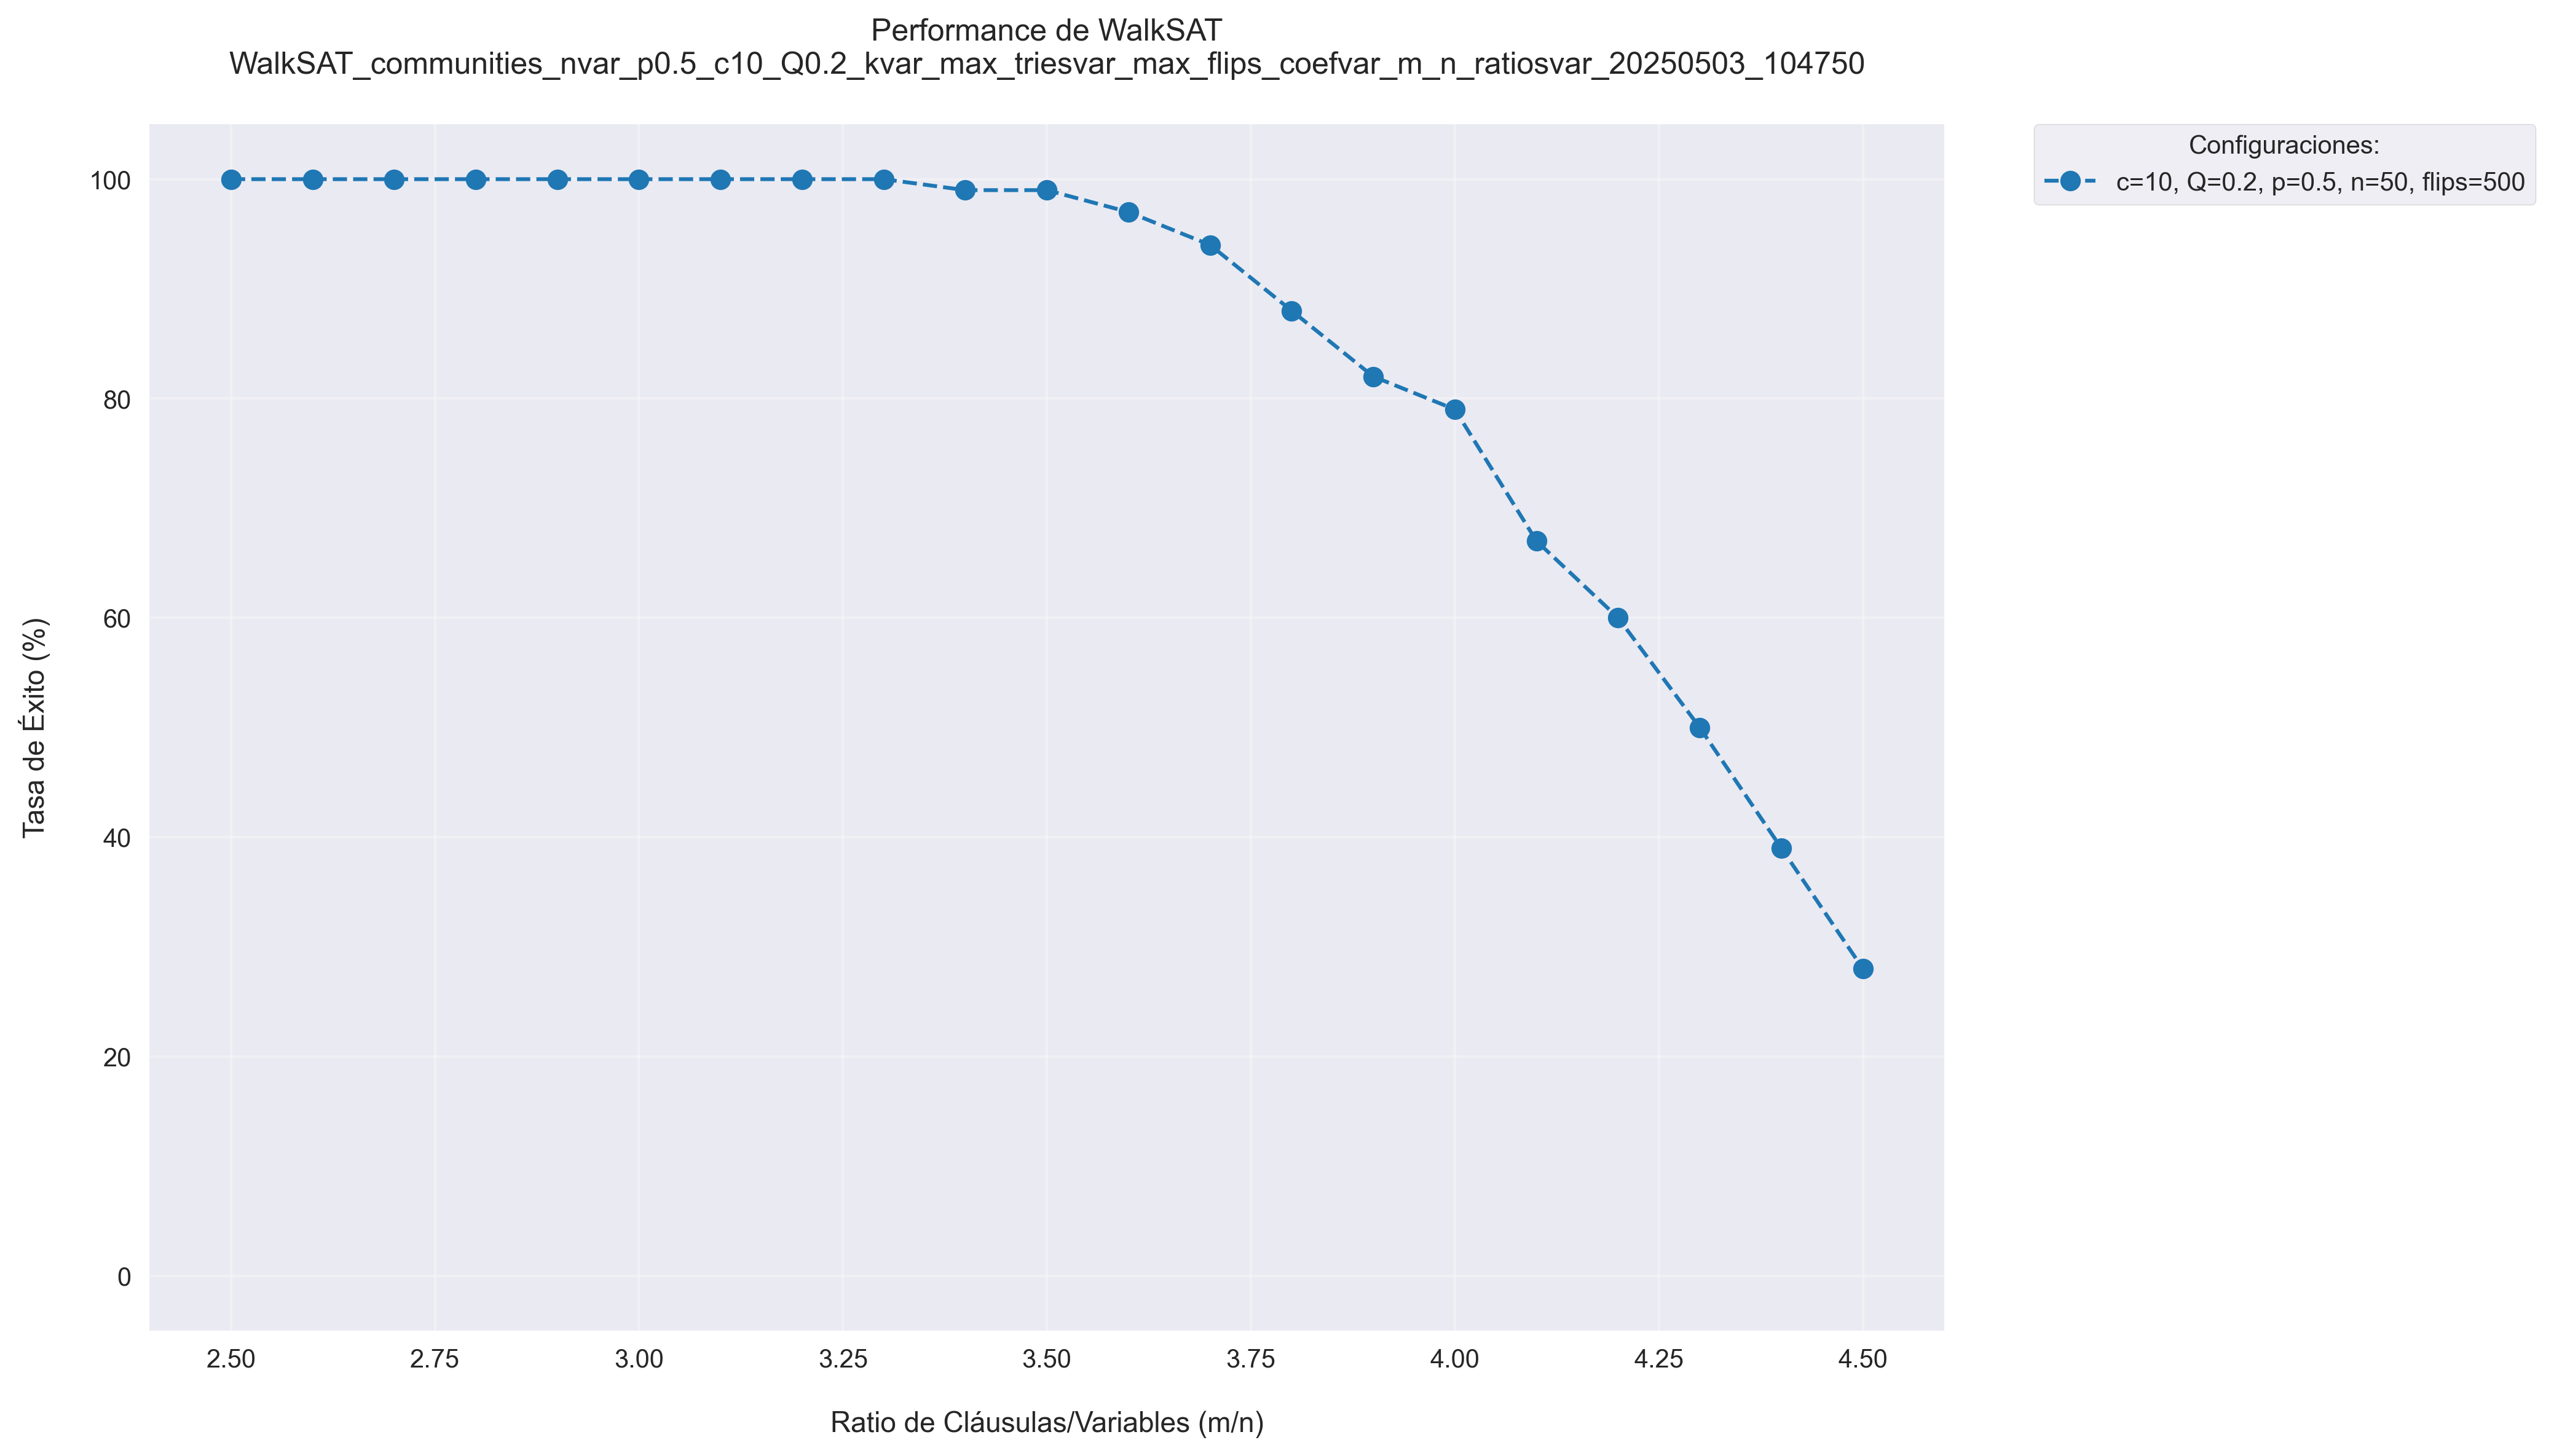 Performance de WalkSAT
WalkSAT_communities_nvar_p0.5_c10_Q0.2_kvar_max_triesvar_max_flips_coefvar_m_n_ratiosvar_20250503_104750
Configuraciones:
c=10, Q=0.2, p=0.5, n=50, flips=500
Tasa de Éxito (%)
100
80
60
40
20
0
2.50 2.75 3.00 3.25 3.50 3.75 4.00 4.25 4.50
Ratio de Cláusulas/Variables (m/n)